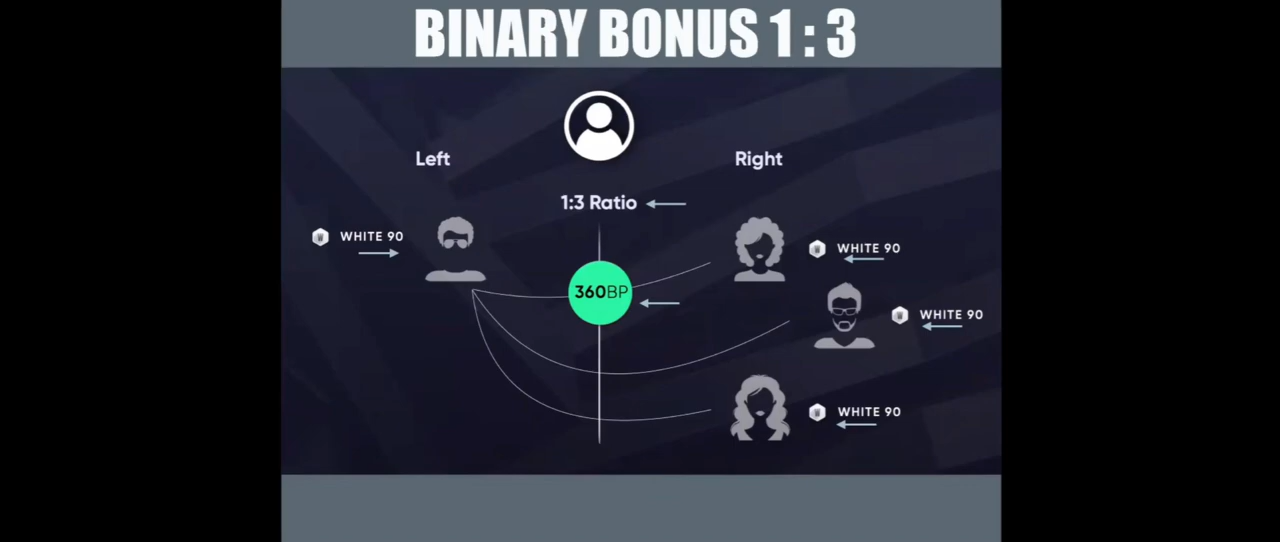 BINARY BONUS 1 : 3
Left
Right
1:3 Ratio
WHITE 90
WHITE 90
360BP
WHITE 90
WHITE 90